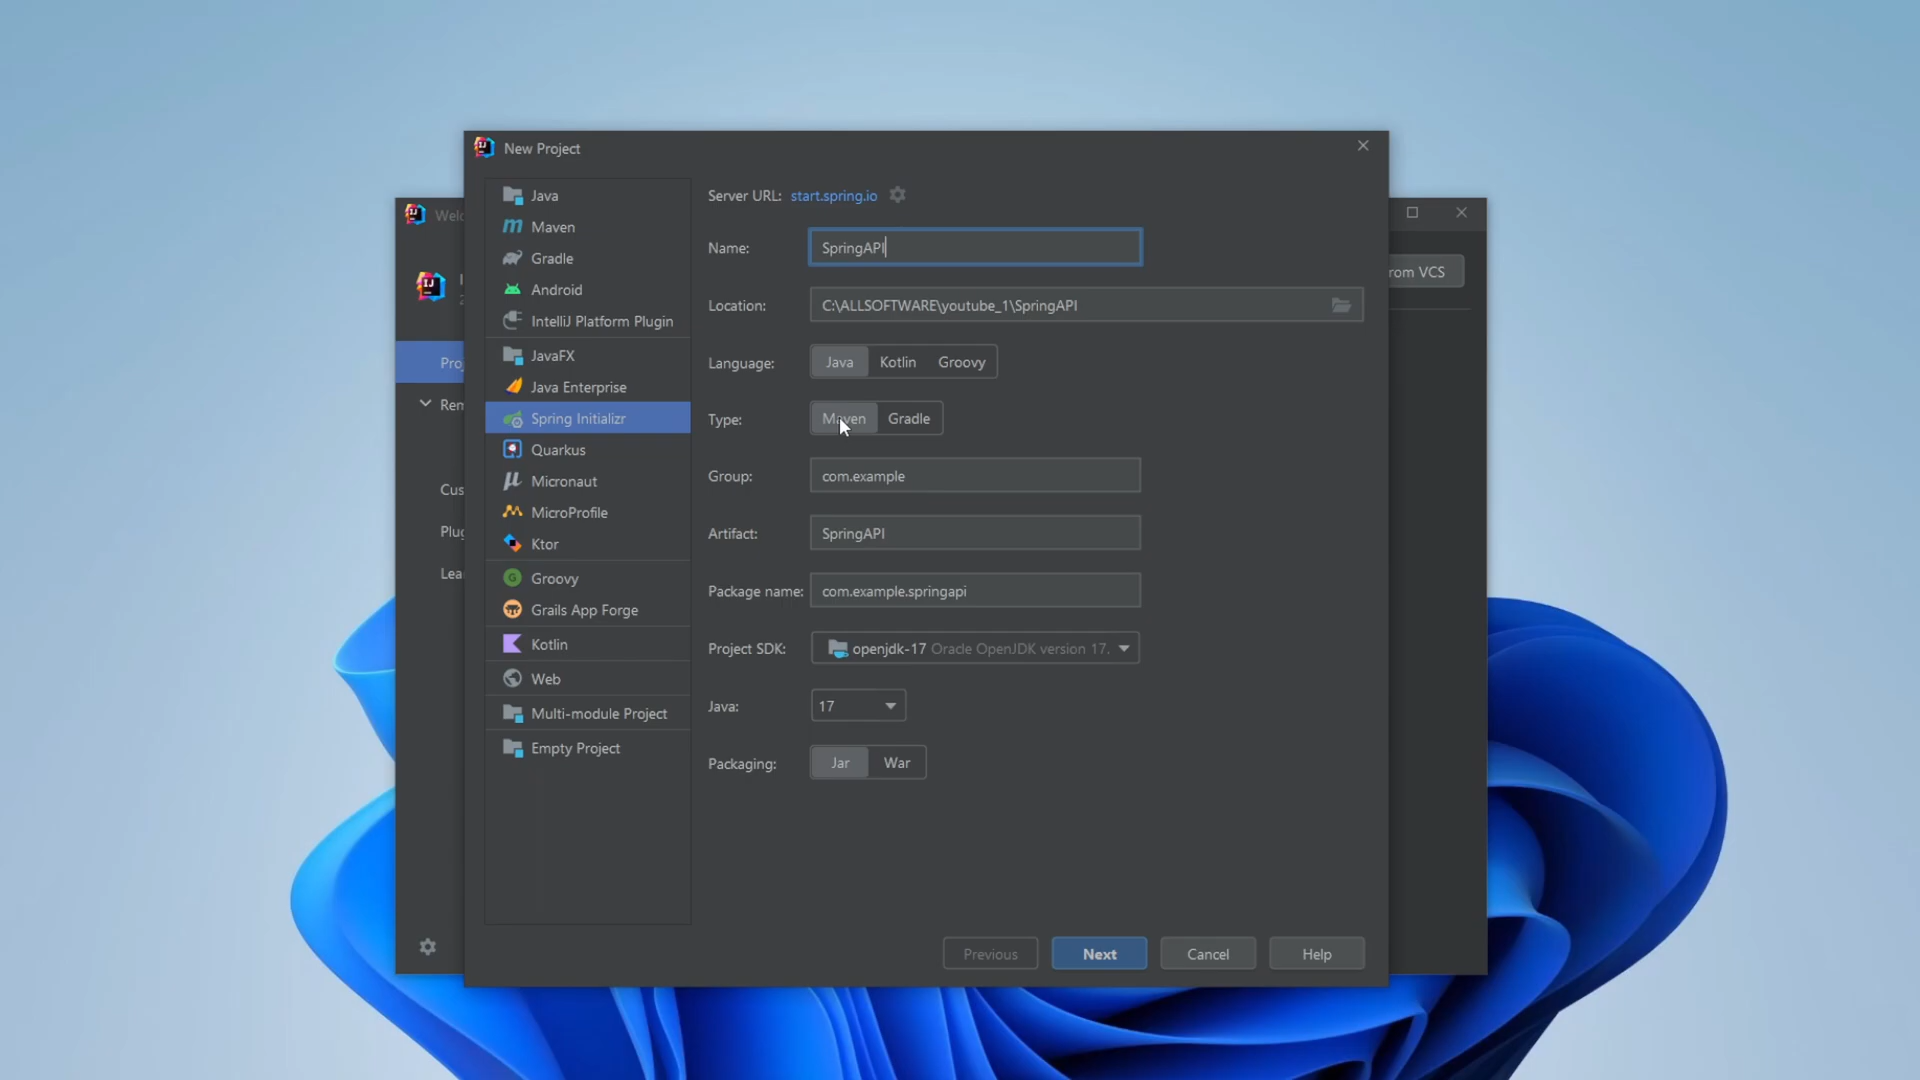 New Project
Welc
rom VCS
Proj
Rem
Cus
Plug
Lea
Java
Maven
Gradle
Android
IntelliJ Platform Plugin
JavaFX
Java Enterprise
Spring Initializr
Quarkus
Micronaut
MicroProfile
Ktor
Groovy
Grails App Forge
Kotlin
Web
Multi-module Project
Empty Project
Server URL: start.spring.io
Name: SpringAPI
Location: C:\ALLSOFTWARE\youtube_1\SpringAPI
Language: Java Kotlin Groovy
Type: Maven Gradle
Group: com.example
Artifact: SpringAPI
Package name: com.example.springapi
Project SDK: openjdk-17 Oracle OpenJDK version 17.
Java: 17
Packaging: Jar War
Previous Next Cancel Help